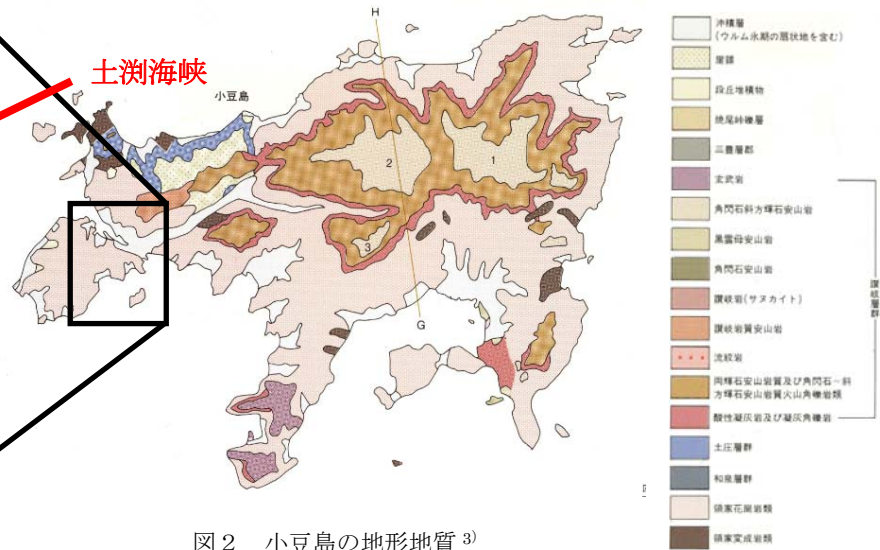 土渕海峡
小豆島
H
1
2
3
G
沖積層
(ウルム氷期の扇状地を含む)
崖錐
段丘堆積物
焼尾峠礫層
三豊層郡
玄武岩
角閃石斜方輝石安山岩
黒雲母安山岩
角閃石安山岩
讃岐岩(サヌカイト)
讃岐岩質安山岩
流紋岩
両輝石安山岩質及び角閃石－斜
方輝石安山岩質火山角礫岩類
酸性凝灰岩及び凝灰角礫岩
讃岐層群
土庄層群
和泉層群
領家花崗岩類
領家変成岩類
図２　小豆島の地形地質 3)